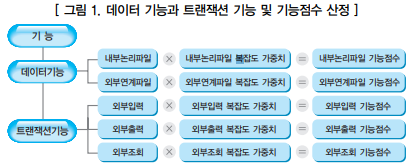 [ 그림 1. 데이터 기능과 트랜잭션 기능 및 기능점수 산정 ]
기 능
데이터기능
내부논리파일 × 내부논리파일 복잡도 가중치 = 내부논리파일 기능점수
외부연계파일 × 외부연계파일 복잡도 가중치 = 외부연계파일 기능점수
트랜잭션기능
외부입력 × 외부입력 복잡도 가중치 = 외부입력 기능점수
외부출력 × 외부출력 복잡도 가중치 = 외부출력 기능점수
외부조회 × 외부조회 복잡도 가중치 = 외부조회 기능점수